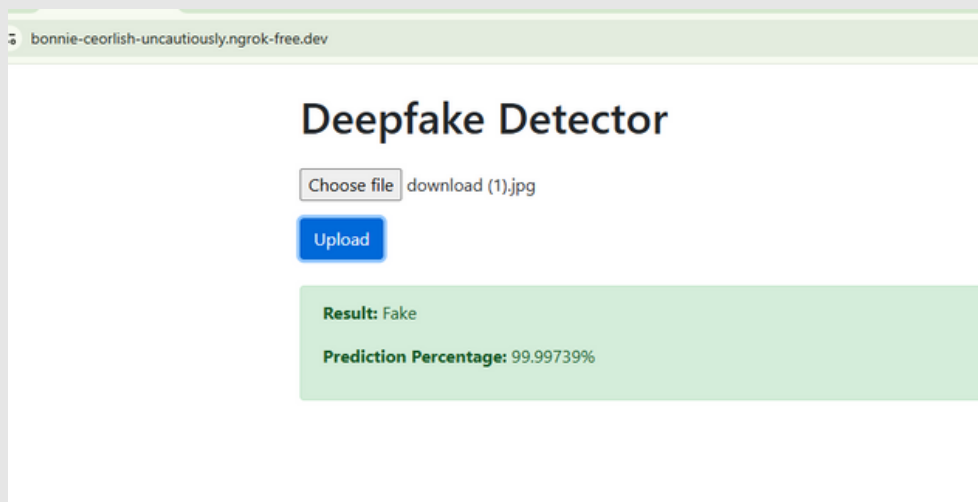 bonnie-ceorlish-uncautiously.ngrok-free.dev
Deepfake Detector
Choose file download (1).jpg
Upload
Result: Fake
Prediction Percentage: 99.99739%